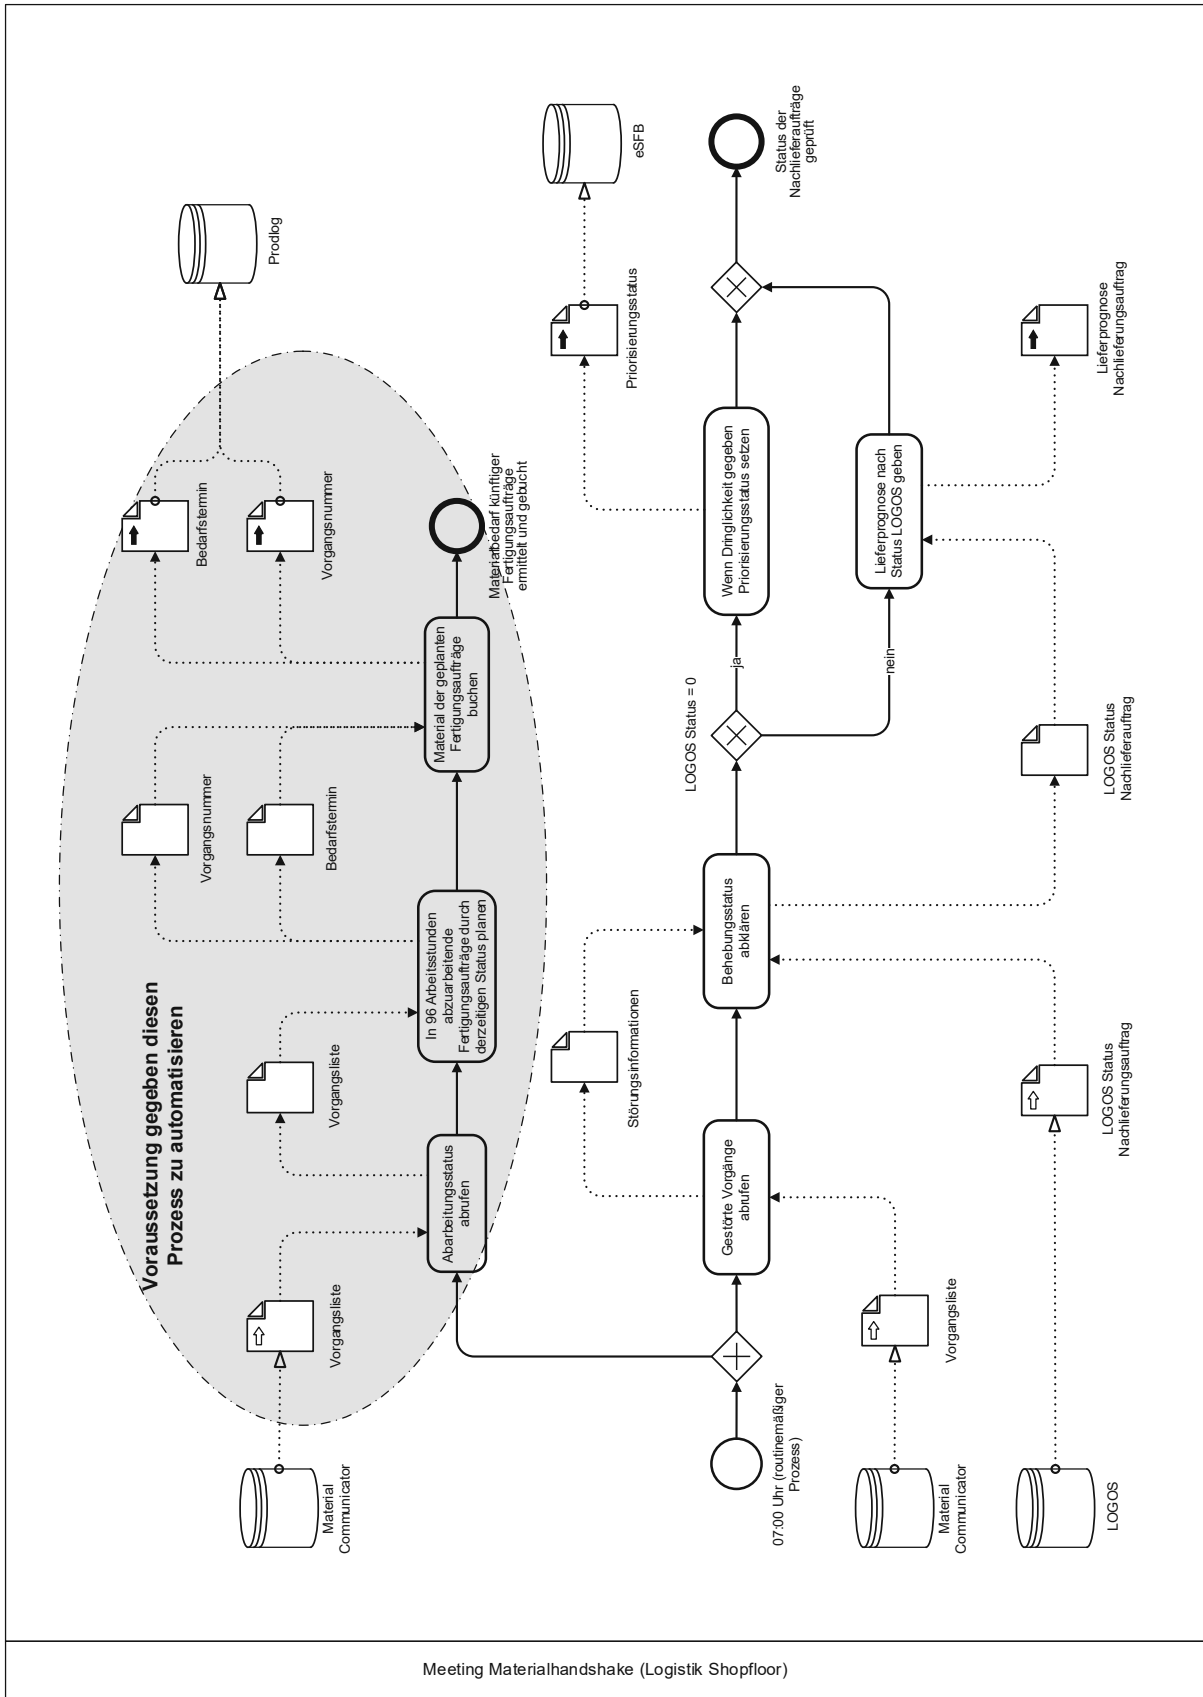 Voraussetzung gegeben diesen
Prozess zu automatisieren
Material
Communicator
Vorgangsliste
Abarbeitungsstatus
abrufen
Vorgangsliste
In 96 Arbeitsstunden
abzuarbeitende
Fertigungsaufträge durch
derzeitigen Status planen
Vorgangsnummer
Bedarfstermin
Material der geplanten
Fertigungsaufträge
buchen
Bedarfstermin
Vorgangsnummer
Materialbedarf künftiger
Fertigungsaufträge
ermittelt und gebucht
Prodlog
07:00 Uhr (routinemäßiger
Prozess)
Gestörte Vorgänge
abrufen
Störungsinformationen
Behebungsstatus
abklären
LOGOS Status = 0
ja
nein
Wenn Dringlichkeit gegeben
Priorisierungsstatus setzen
Priorisierungsstatus
eSFB
Lieferprognose nach
Status LOGOS geben
Status der
Nachlieferaufträge
geprüft
Material
Communicator
Vorgangsliste
LOGOS
LOGOS Status
Nachlieferungsauftrag
LOGOS Status
Nachlieferauftrag
Lieferprognose
Nachlieferungsauftrag
Meeting Materialhandshake (Logistik Shopfloor)